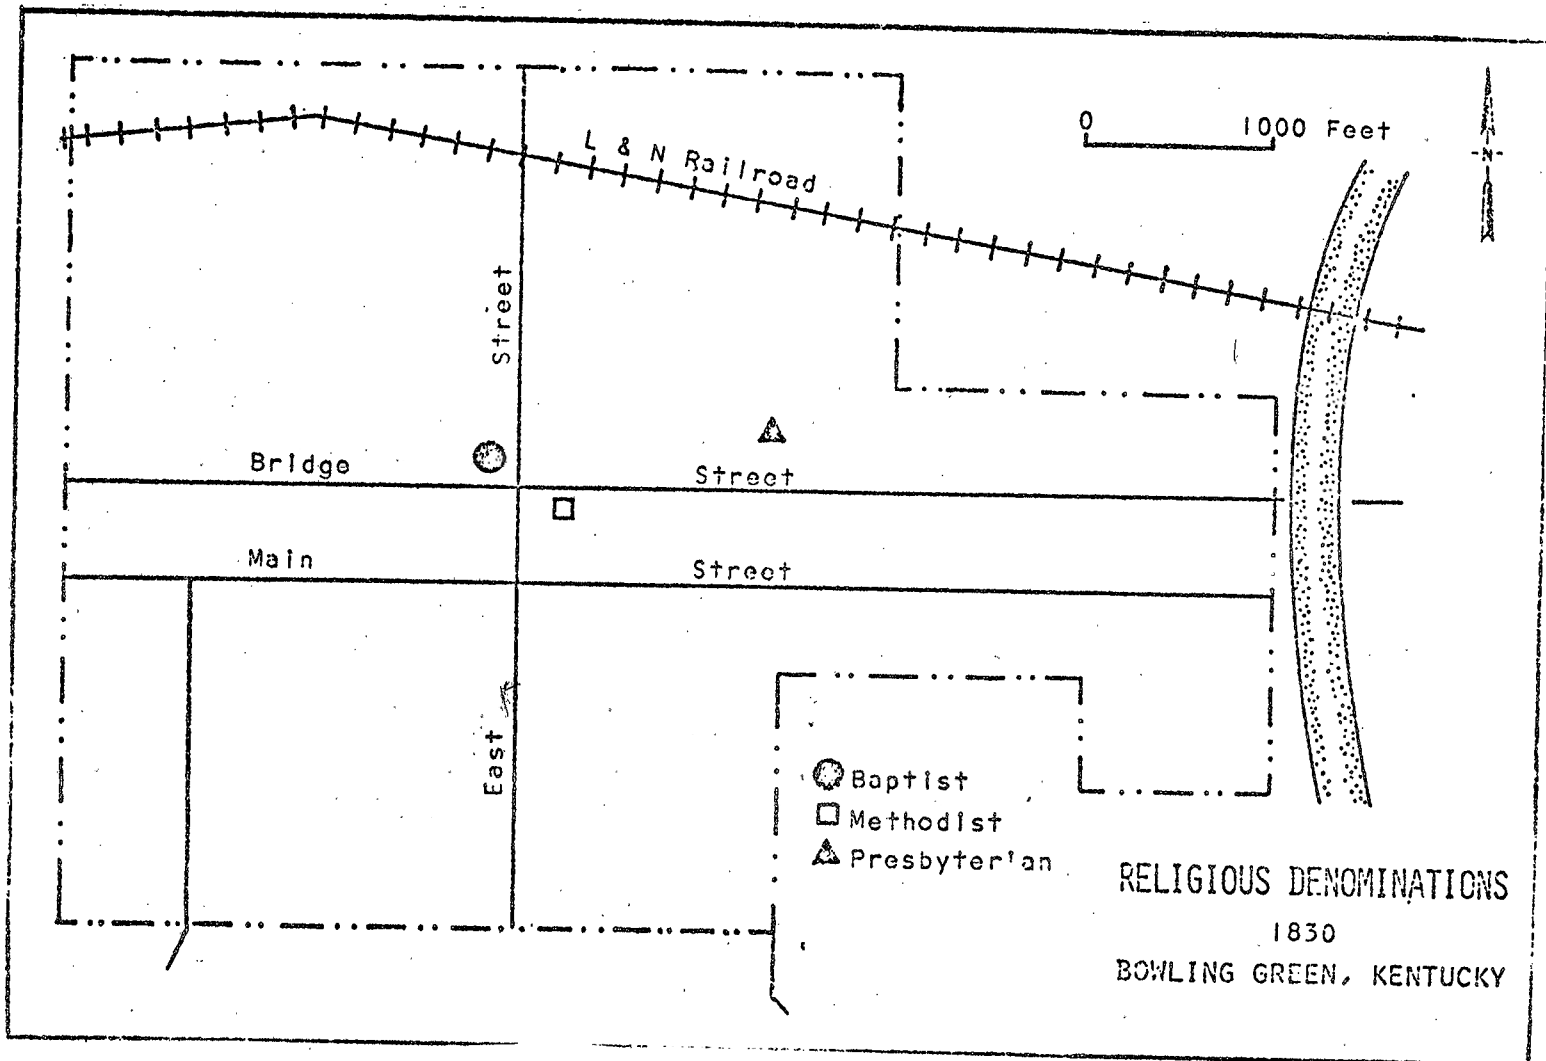 0 1000 Feet
N
L & N Railroad
Street
Bridge Street
Main Street
East
Baptist
Methodist
Presbyter'an
RELIGIOUS DENOMINATIONS
1830
BOWLING GREEN, KENTUCKY